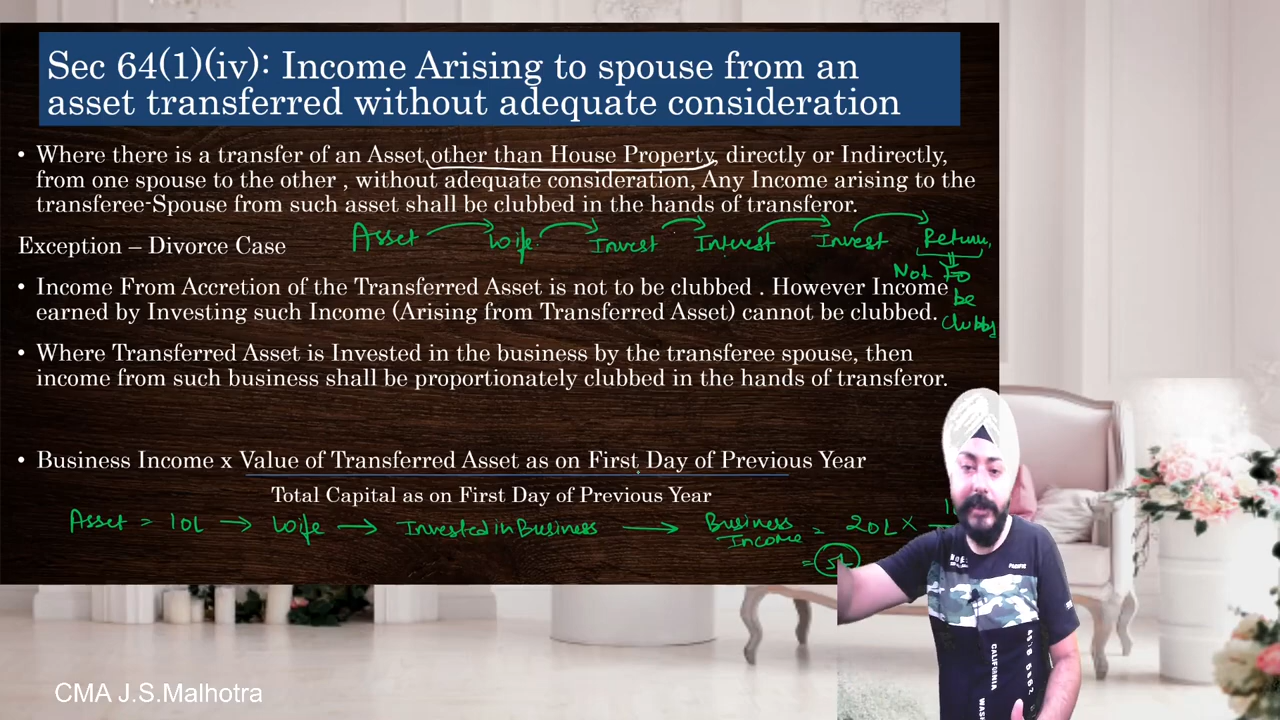 Sec 64(1)(iv): Income Arising to spouse from an
asset transferred without adequate consideration
• Where there is a transfer of an Asset other than House Property, directly or Indirectly,
from one spouse to the other , without adequate consideration, Any Income arising to the
transferee-Spouse from such asset shall be clubbed in the hands of transferor.
Exception – Divorce Case
Asset Wife Invest Interest Invest Return
Not To
be
• Income From Accretion of the Transferred Asset is not to be clubbed . However Income
earned by Investing such Income (Arising from Transferred Asset) cannot be clubbed.
• Where Transferred Asset is Invested in the business by the transferee spouse, then
income from such business shall be proportionately clubbed in the hands of transferor.
• Business Income x Value of Transferred Asset as on First Day of Previous Year
Total Capital as on First Day of Previous Year
Asset = 10L → Wife → Invested in Business → Business
Income = 20L ×
= 5L
PACIFIC
CALIFORNIA
CMA J.S.Malhotra